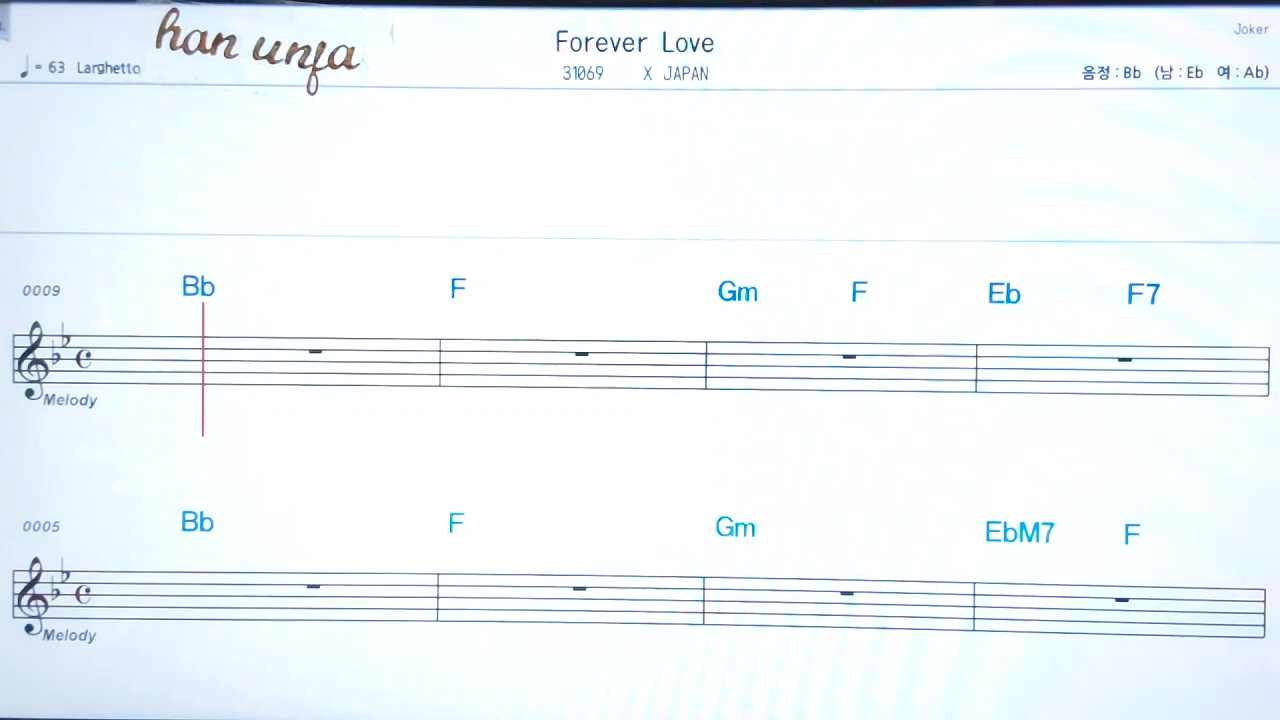 han unfa
Forever Love
Joker
♩= 63 Larghetto
31069 X JAPAN
음정 : Bb (남 : Eb 여 : Ab)
0009 Bb F Gm F Eb F7
Melody
0005 Bb F Gm EbM7 F
Melody